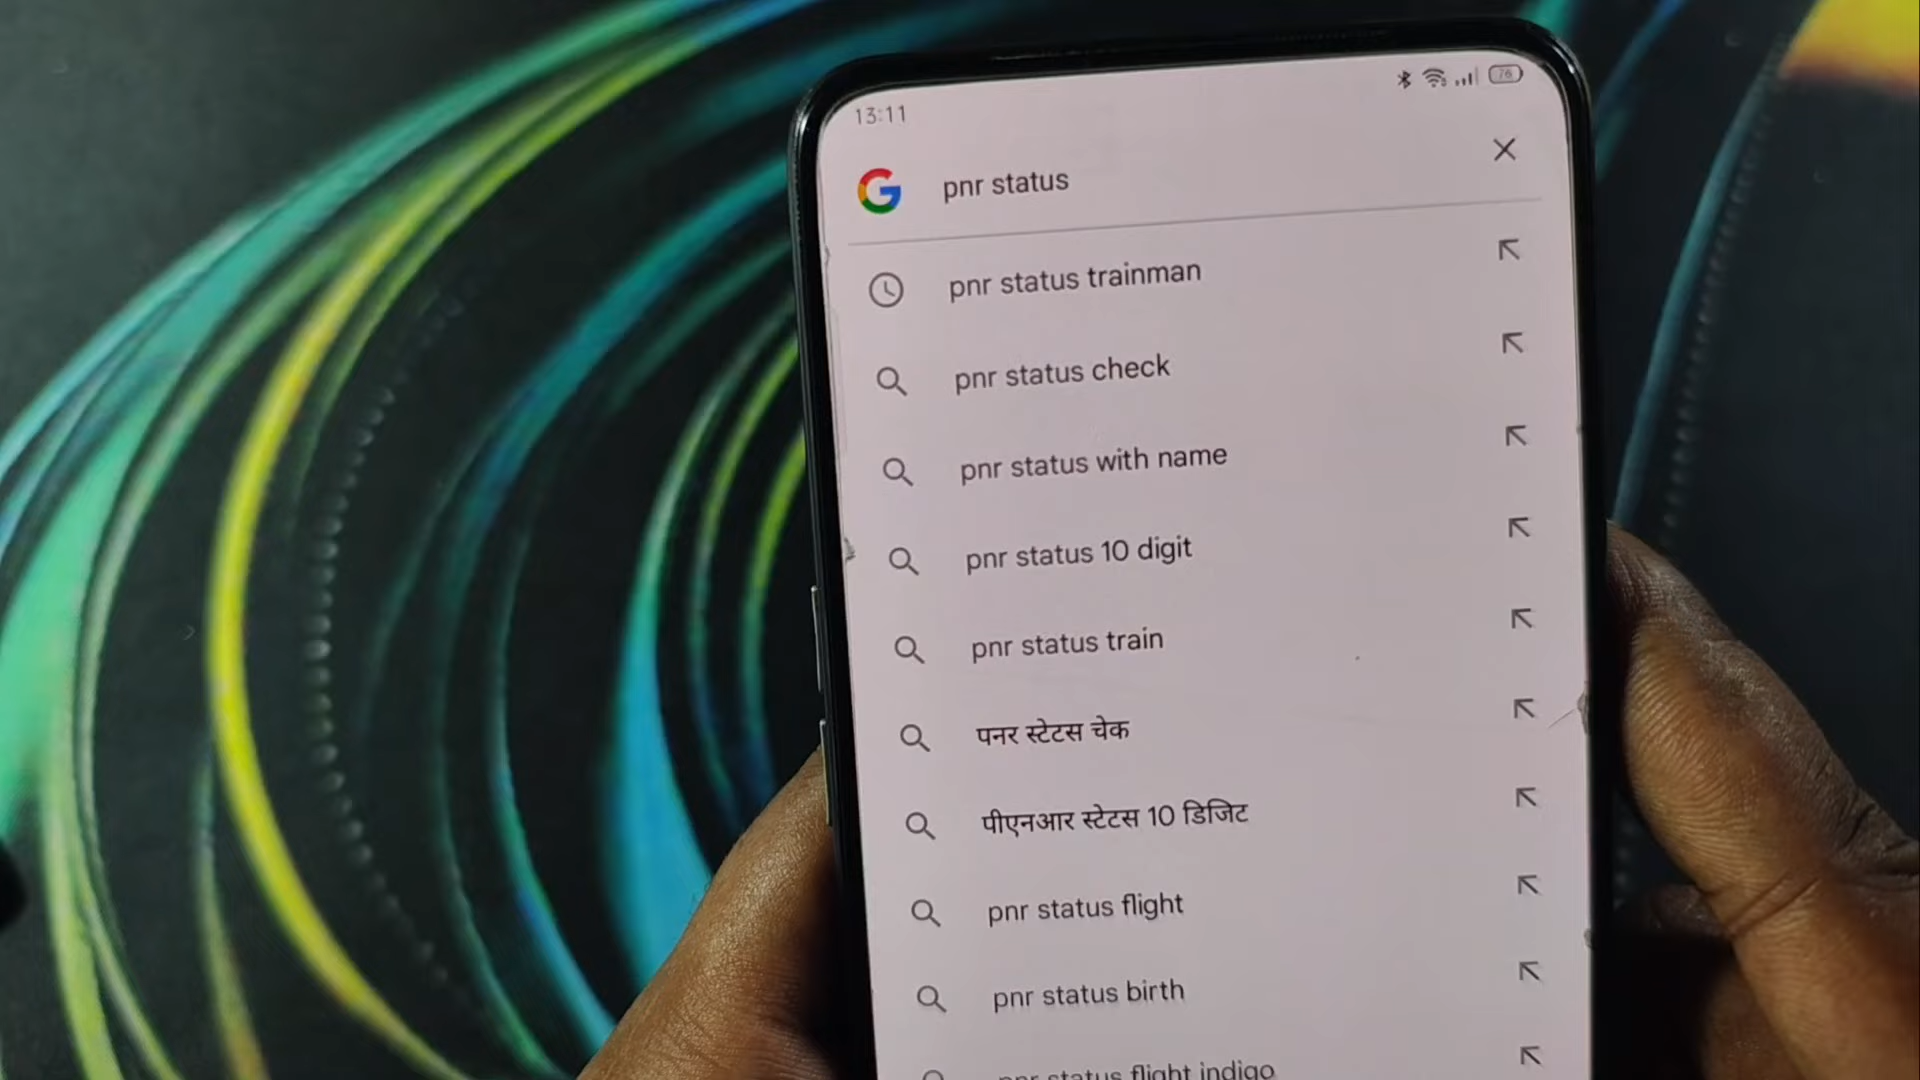 13:11
76
pnr status
pnr status trainman
pnr status check
pnr status with name
pnr status 10 digit
pnr status train
पनर स्टेटस चेक
पीएनआर स्टेटस 10 डिजिट
pnr status flight
pnr status birth
pnr status flight indigo